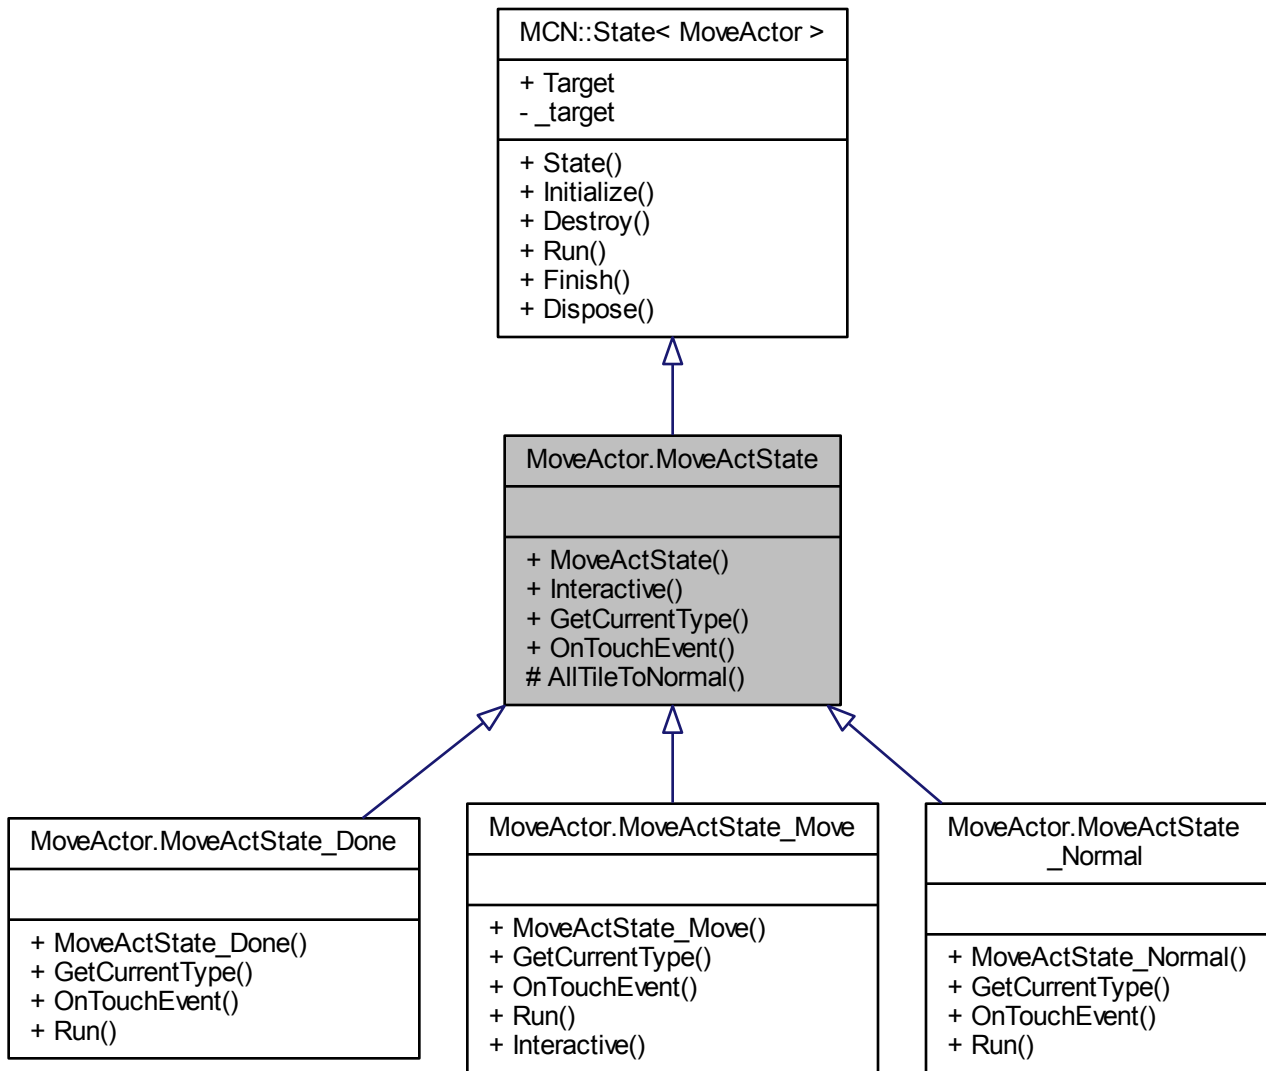 MCN::State< MoveActor >
+ Target
- _target
+ State()
+ Initialize()
+ Destroy()
+ Run()
+ Finish()
+ Dispose()
MoveActor.MoveActState
+ MoveActState()
+ Interactive()
+ GetCurrentType()
+ OnTouchEvent()
# AllTileToNormal()
MoveActor.MoveActState_Done
+ MoveActState_Done()
+ GetCurrentType()
+ OnTouchEvent()
+ Run()
MoveActor.MoveActState_Move
+ MoveActState_Move()
+ GetCurrentType()
+ OnTouchEvent()
+ Run()
+ Interactive()
MoveActor.MoveActState
_Normal
+ MoveActState_Normal()
+ GetCurrentType()
+ OnTouchEvent()
+ Run()